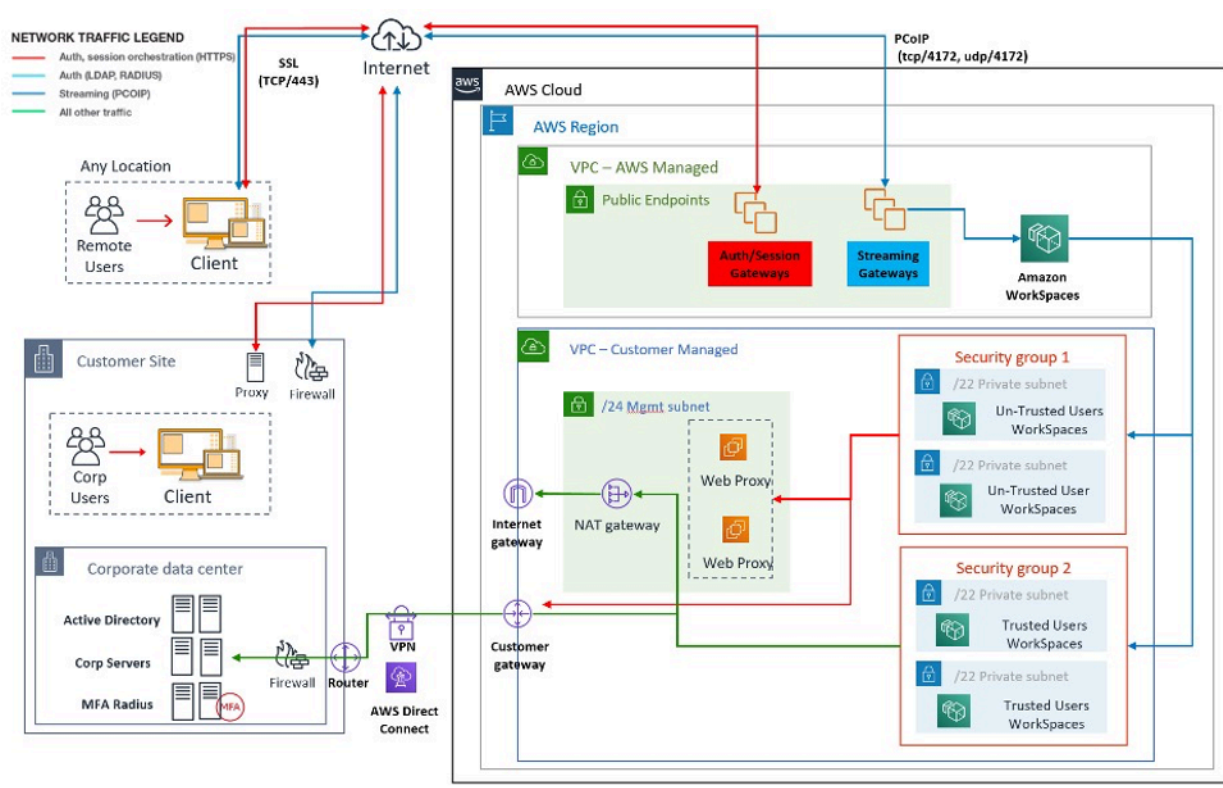 NETWORK TRAFFIC LEGEND
Auth, session orchestration (HTTPS)
Auth (LDAP, RADIUS)
Streaming (PCOIP)
All other traffic
SSL
(TCP/443)
Internet
PCoIP
(tcp/4172, udp/4172)
aws
AWS Cloud
AWS Region
Any Location
Remote
Users
Client
VPC – AWS Managed
Public Endpoints
Auth/Session
Gateways
Streaming
Gateways
Amazon
WorkSpaces
Customer Site
Proxy
Firewall
Corp
Users
Client
VPC – Customer Managed
/24 Mgmt subnet
Web Proxy
Web Proxy
NAT gateway
Internet
gateway
Customer
gateway
Security group 1
/22 Private subnet
Un-Trusted Users
WorkSpaces
/22 Private subnet
Un-Trusted User
WorkSpaces
Security group 2
/22 Private subnet
Trusted Users
WorkSpaces
/22 Private subnet
Trusted Users
WorkSpaces
Corporate data center
Active Directory
Corp Servers
MFA Radius
MFA
Firewall
Router
VPN
AWS Direct
Connect